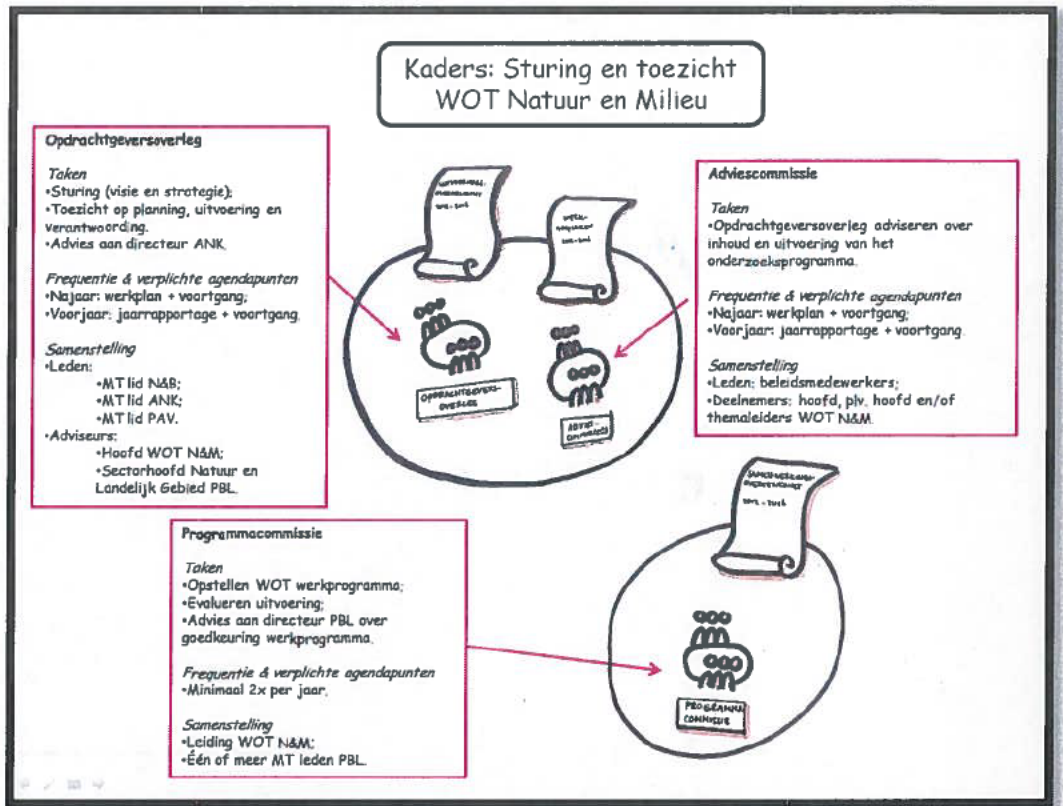 Kaders: Sturing en toezicht
WOT Natuur en Milieu
Opdrachtgeversoverleg
Taken
•Sturing (visie en strategie);
•Toezicht op planning, uitvoering en
verantwoording.
•Advies aan directeur ANK.
Frequentie & verplichte agendapunten
•Najaar: werkplan + voortgang;
•Voorjaar: jaarrapportage + voortgang.
Samenstelling
•Leden:
•MT lid N&B;
•MT lid ANK;
•MT lid PAV.
•Adviseurs:
•Hoofd WOT N&M;
•Sectorhoofd Natuur en
Landelijk Gebied PBL.
OPDRACHTGEVERS-
OVERLEG
ADVIES-
COMMISSIE
Adviescommissie
Taken
•Opdrachtgeversoverleg adviseren over
inhoud en uitvoering van het
onderzoeksprogramma.
Frequentie & verplichte agendapunten
•Najaar: werkplan + voortgang;
•Voorjaar: jaarrapportage + voortgang.
Samenstelling
•Leden: beleidsmedewerkers;
•Deelnemers: hoofd, plv. hoofd en/of
themaleiders WOT N&M.
Programmacommissie
Taken
•Opstellen WOT werkprogramma;
•Evalueren uitvoering;
•Advies aan directeur PBL over
goedkeuring werkprogramma.
Frequentie & verplichte agendapunten
•Minimaal 2x per jaar.
Samenstelling
•Leiding WOT N&M;
•Één of meer MT leden PBL.
SAMENWERKINGS-
OVEREENKOMST
PROGRAMMA
COMMISSIE